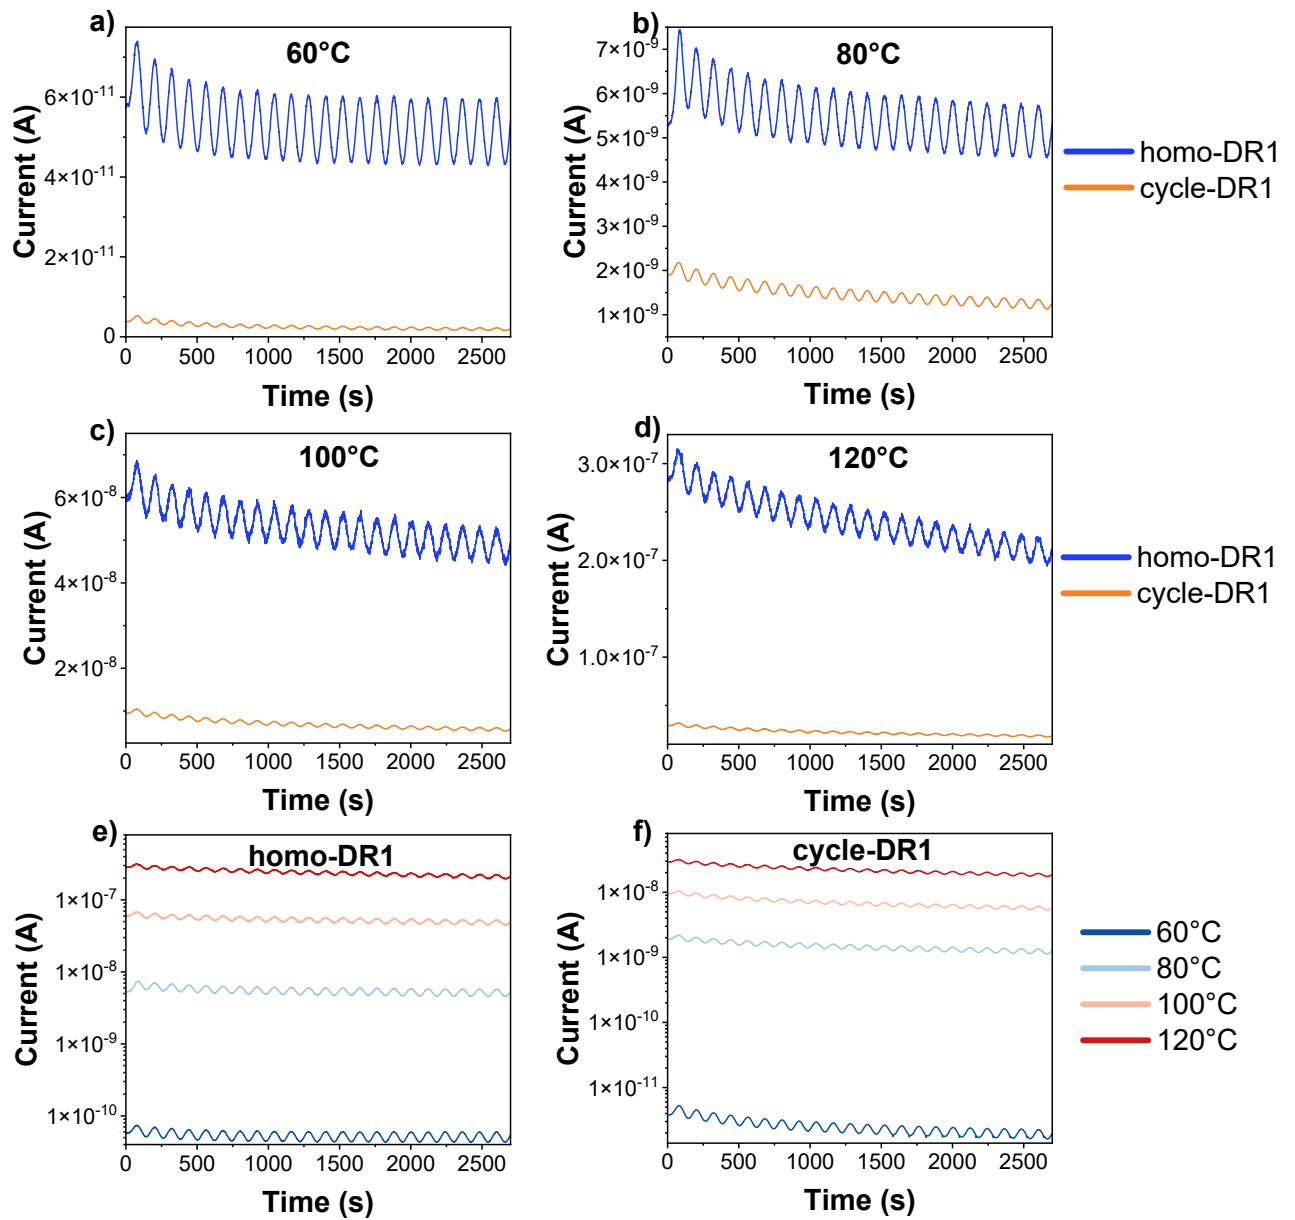 a)
60°C
6×10⁻¹¹
4×10⁻¹¹
2×10⁻¹¹
0
Current (A)
0 500 1000 1500 2000 2500
Time (s)
b)
80°C
7×10⁻⁹
6×10⁻⁹
5×10⁻⁹
4×10⁻⁹
3×10⁻⁹
2×10⁻⁹
1×10⁻⁹
Current (A)
0 500 1000 1500 2000 2500
Time (s)
homo-DR1
cycle-DR1
c)
100°C
6×10⁻⁸
4×10⁻⁸
2×10⁻⁸
Current (A)
0 500 1000 1500 2000 2500
Time (s)
d)
120°C
3.0×10⁻⁷
2.0×10⁻⁷
1.0×10⁻⁷
Current (A)
0 500 1000 1500 2000 2500
Time (s)
homo-DR1
cycle-DR1
e)
homo-DR1
1×10⁻⁷
1×10⁻⁸
1×10⁻⁹
1×10⁻¹⁰
Current (A)
0 500 1000 1500 2000 2500
Time (s)
f)
cycle-DR1
1×10⁻⁸
1×10⁻⁹
1×10⁻¹⁰
1×10⁻¹¹
Current (A)
0 500 1000 1500 2000 2500
Time (s)
60°C
80°C
100°C
120°C